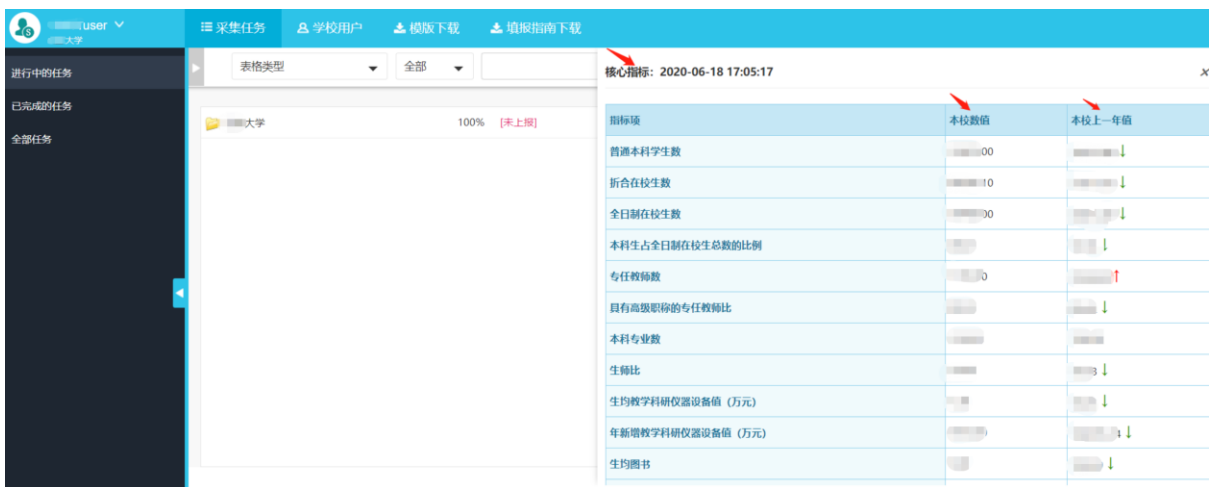 user
大学
采集任务 学校用户 模版下载 填报指南下载
进行中的任务
已完成的任务
全部任务
表格类型 全部
大学 100% [未上报]
核心指标：2020-06-18 17:05:17 x
指标项 本校数值 本校上一年值
普通本科学生数 00 ↓
折合在校生数 10 ↓
全日制在校生数 00 ↓
本科生占全日制在校生总数的比例 ↓
专任教师数 0 ↑
具有高级职称的专任教师比 ↓
本科专业数
生师比 3 ↓
生均教学科研仪器设备值（万元） ↓
年新增教学科研仪器设备值（万元） 4 ↓
生均图书 ↓